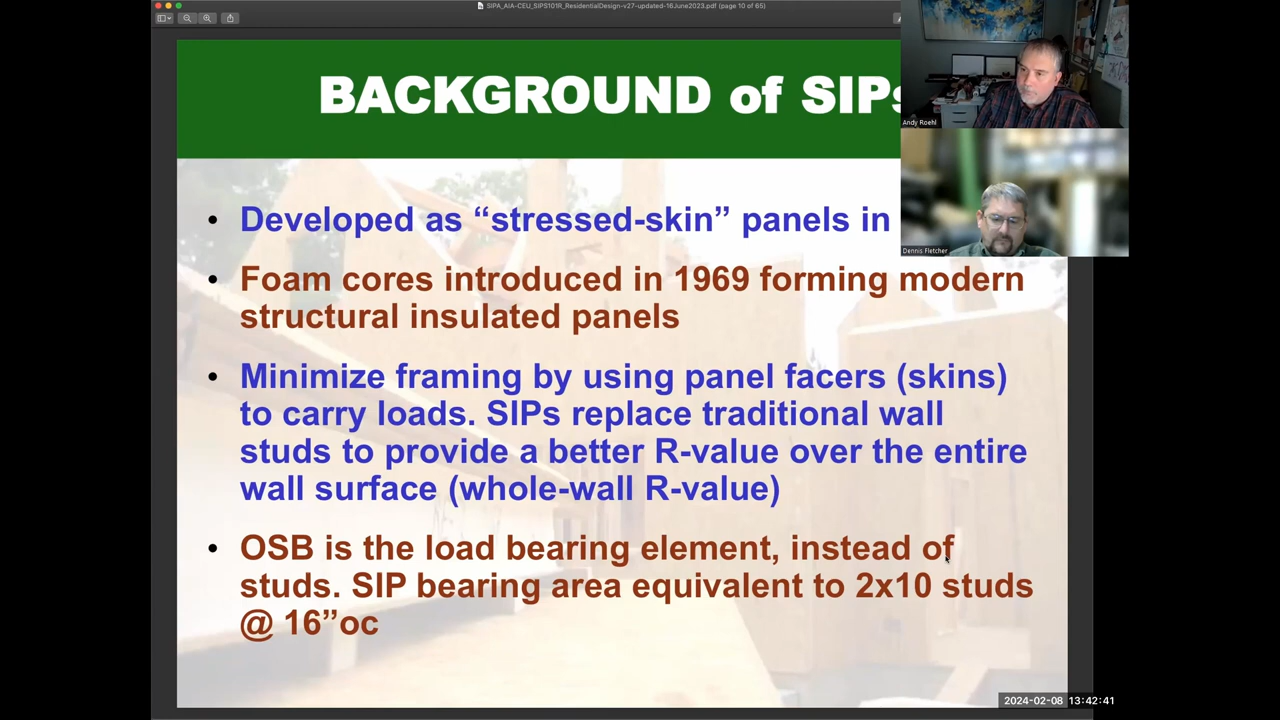 SIPA_AIA-CEU_SIPS101R_ResidentialDesign-v27-updated-16June2023.pdf (page 10 of 65)
BACKGROUND of SIPs
Andy Roehl
Dennis Fletcher
• Developed as “stressed-skin” panels in
• Foam cores introduced in 1969 forming modern
structural insulated panels
• Minimize framing by using panel facers (skins)
to carry loads. SIPs replace traditional wall
studs to provide a better R-value over the entire
wall surface (whole-wall R-value)
• OSB is the load bearing element, instead of
studs. SIP bearing area equivalent to 2x10 studs
@ 16”oc
2024-02-08 13:42:41